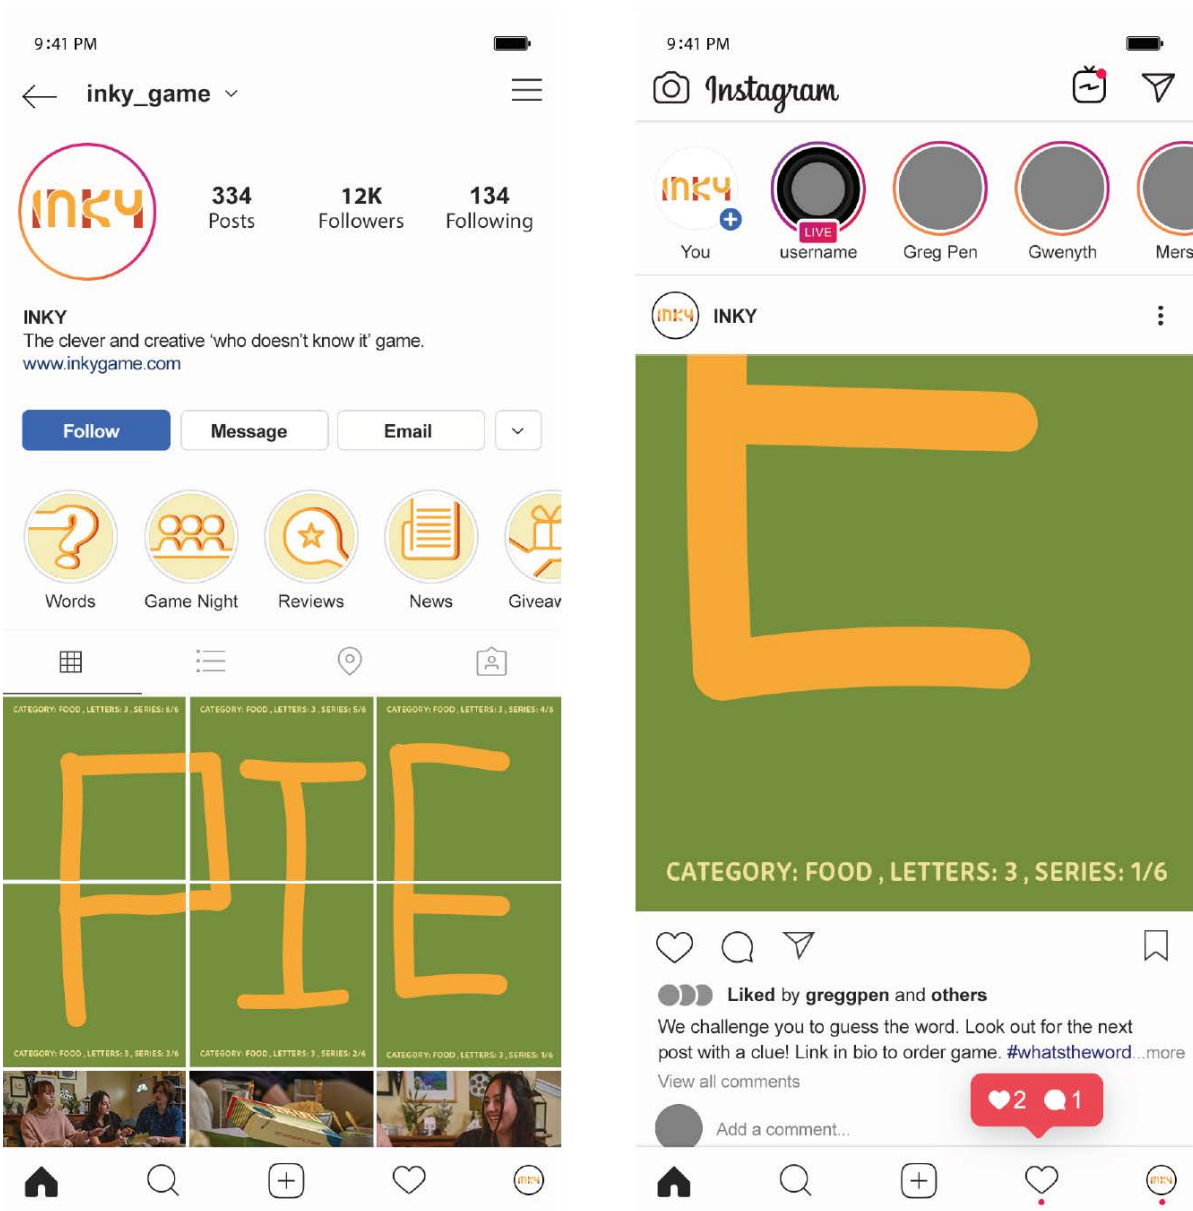 9:41 PM
inky_game
INKY
334
Posts
12K
Followers
134
Following
INKY
The clever and creative ‘who doesn’t know it’ game.
www.inkygame.com
Follow
Message
Email
Words
Game Night
Reviews
News
Giveav
CATEGORY: FOOD , LETTERS: 3 , SERIES: 6/6
CATEGORY: FOOD , LETTERS: 3 , SERIES: 5/6
CATEGORY: FOOD , LETTERS: 3 , SERIES: 4/6
PIE
CATEGORY: FOOD , LETTERS: 3 , SERIES: 3/6
CATEGORY: FOOD , LETTERS: 3 , SERIES: 2/6
CATEGORY: FOOD , LETTERS: 3 , SERIES: 1/6
INKY
9:41 PM
Instagram
INKY
You
LIVE
username
Greg Pen
Gwenyth
Mers
INKY
INKY
E
CATEGORY: FOOD , LETTERS: 3 , SERIES: 1/6
Liked by greggpen and others
We challenge you to guess the word. Look out for the next
post with a clue! Link in bio to order game. #whatstheword...more
View all comments
2 1
Add a comment...
INKY